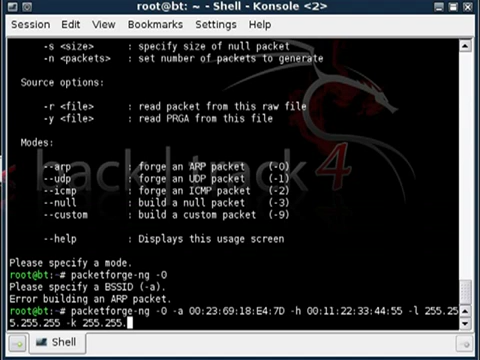 root@bt: ~ - Shell - Konsole <2>
Session Edit View Bookmarks Settings Help
-s <size> : specify size of null packet
-n <packets> : set number of packets to generate
Source options:
-r <file> : read packet from this raw file
-y <file> : read PRGA from this file
Modes:
--arp : forge an ARP packet (-0)
--udp : forge an UDP packet (-1)
--icmp : forge an ICMP packet (-2)
--null : build a null packet (-3)
--custom : build a custom packet (-9)
--help : Displays this usage screen
Please specify a mode.
root@bt:~# packetforge-ng -0
Please specify a BSSID (-a).
Error building an ARP packet.
root@bt:~# packetforge-ng -0 -a 00:23:69:18:E4:7D -h 00:11:22:33:44:55 -l 255.25
5.255.255 -k 255.255.
<< back | track 4
Shell